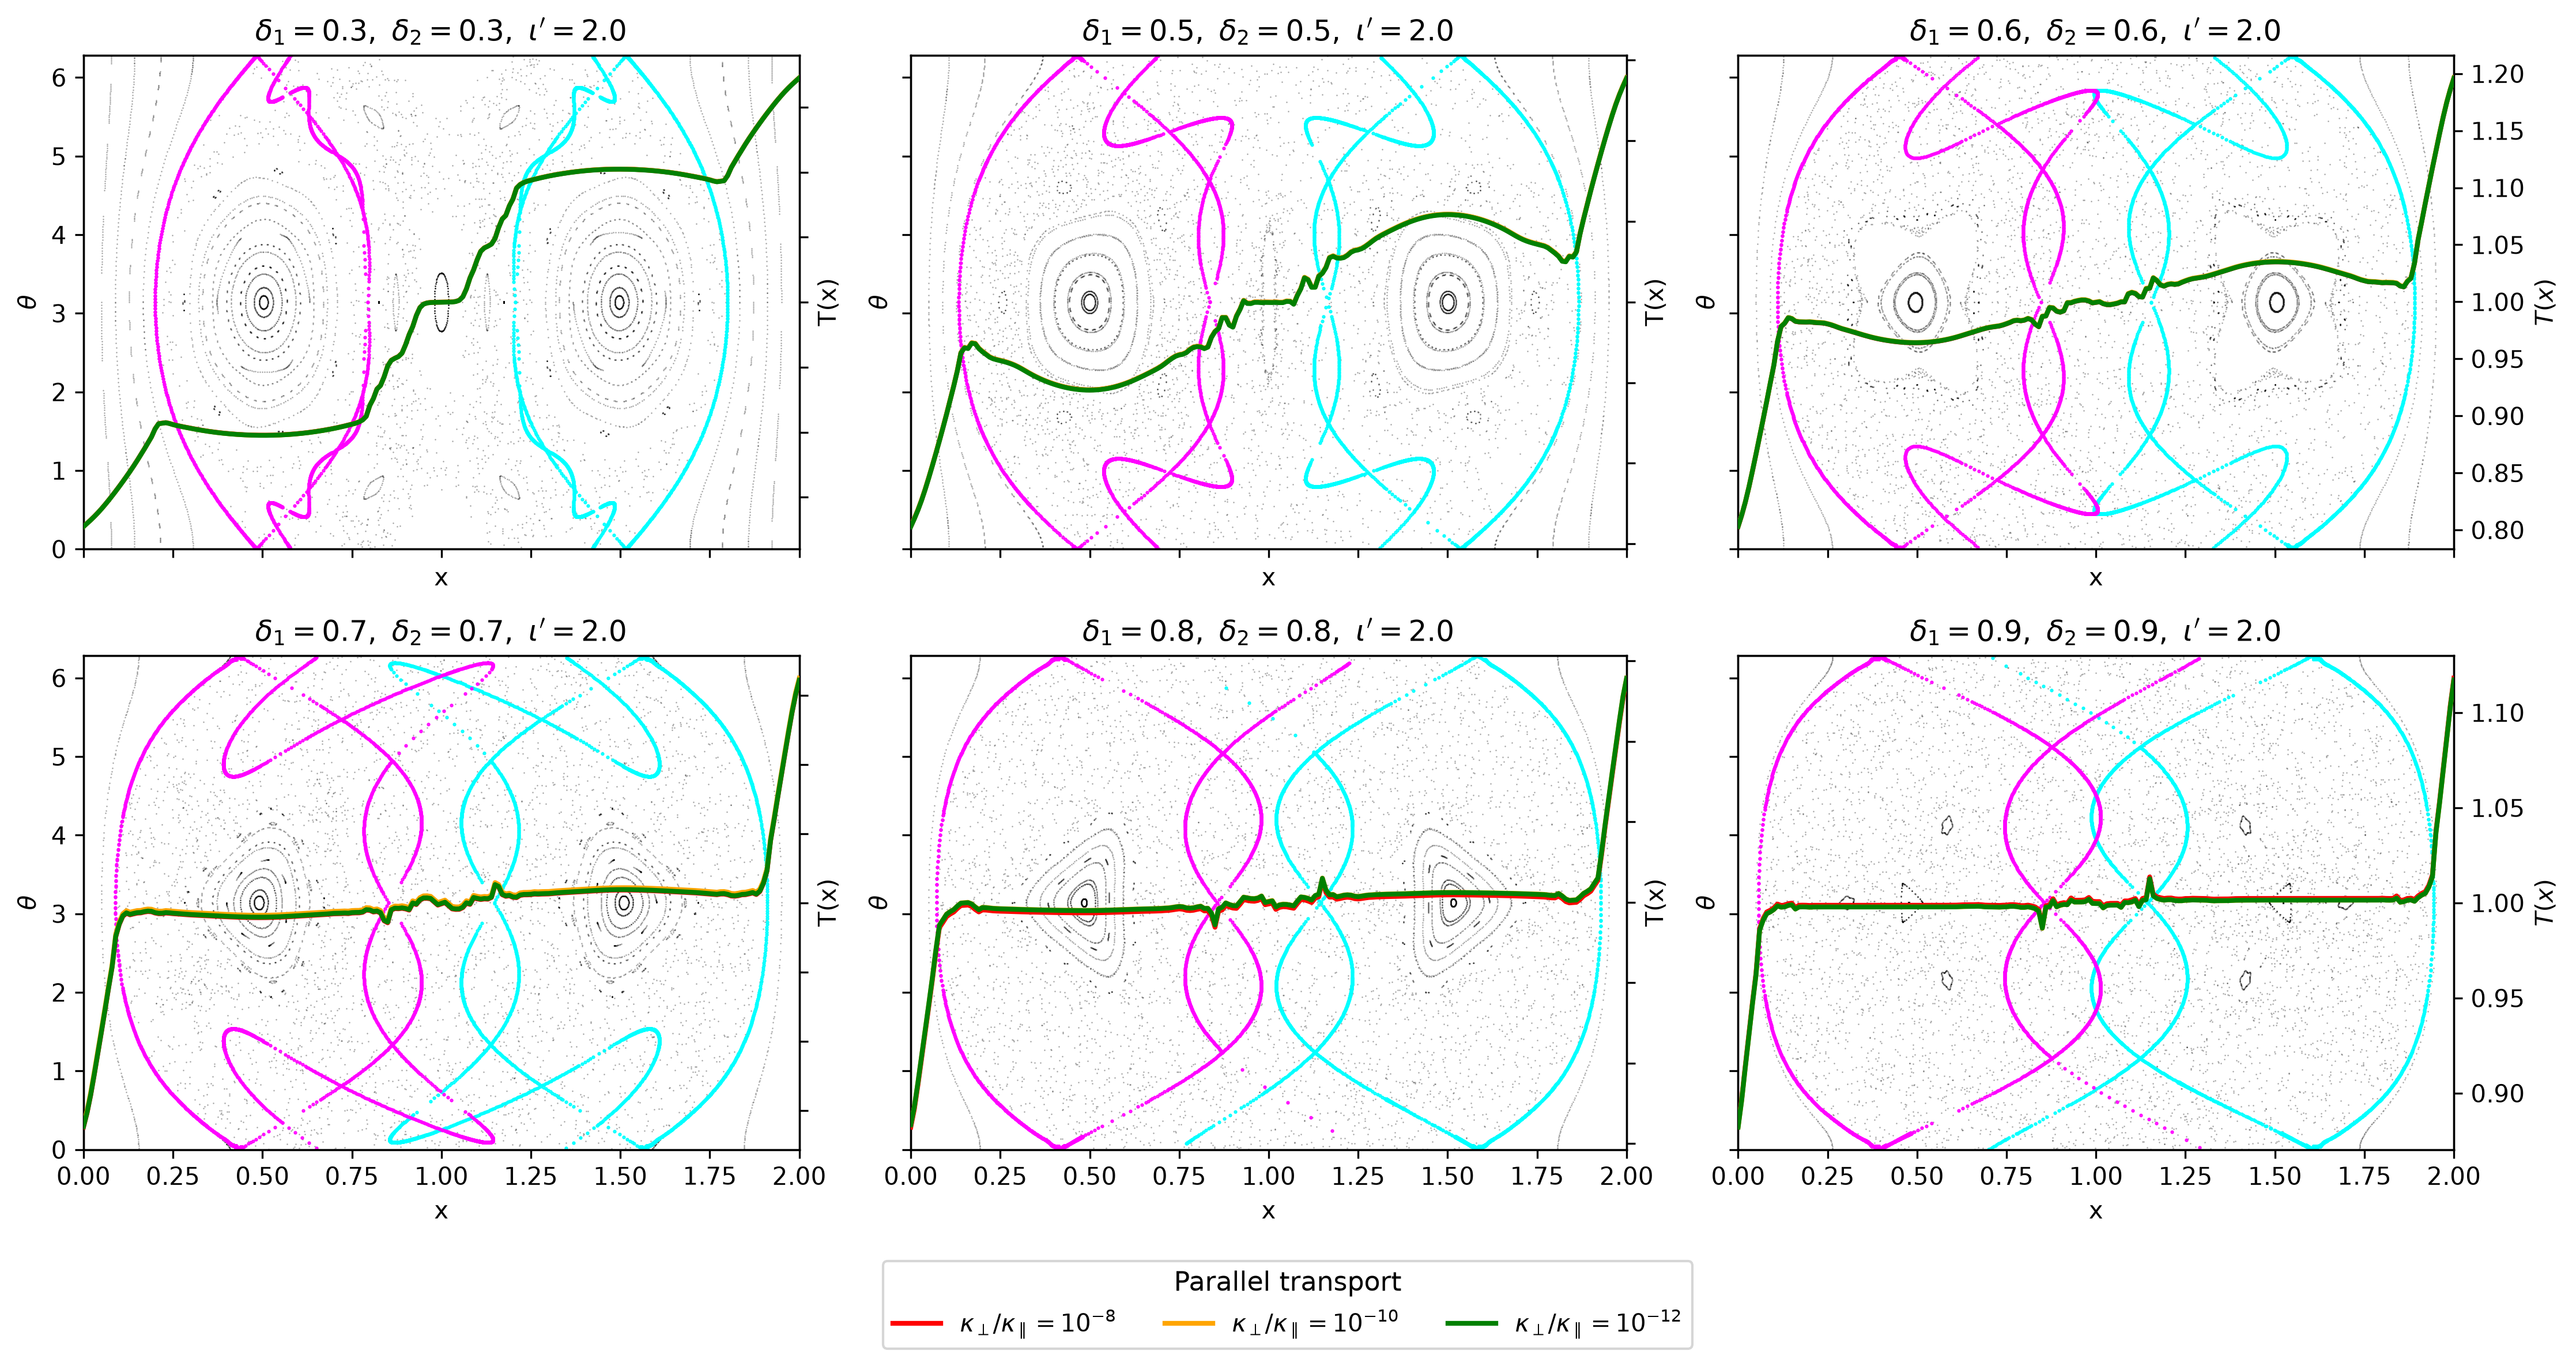 δ₁ = 0.3, δ₂ = 0.3, ι′ = 2.0
δ₁ = 0.5, δ₂ = 0.5, ι′ = 2.0
δ₁ = 0.6, δ₂ = 0.6, ι′ = 2.0
6
5
4
3
2
1
0
θ
x
T(x)
θ
x
T(x)
θ
x
1.20
1.15
1.10
1.05
1.00
0.95
0.90
0.85
0.80
T(x)
δ₁ = 0.7, δ₂ = 0.7, ι′ = 2.0
δ₁ = 0.8, δ₂ = 0.8, ι′ = 2.0
δ₁ = 0.9, δ₂ = 0.9, ι′ = 2.0
6
5
4
3
2
1
0
θ
0.00 0.25 0.50 0.75 1.00 1.25 1.50 1.75 2.00
x
T(x)
θ
0.00 0.25 0.50 0.75 1.00 1.25 1.50 1.75 2.00
x
T(x)
θ
0.00 0.25 0.50 0.75 1.00 1.25 1.50 1.75 2.00
x
1.10
1.05
1.00
0.95
0.90
T(x)
Parallel transport
κ⊥/κ∥ = 10⁻⁸ κ⊥/κ∥ = 10⁻¹⁰ κ⊥/κ∥ = 10⁻¹²